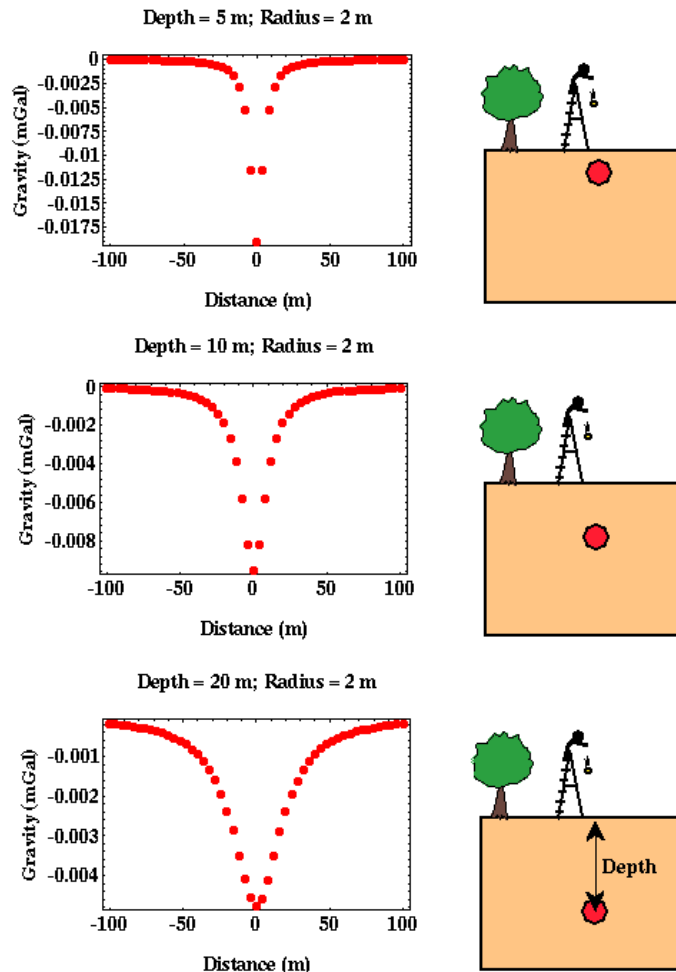 Depth = 5 m; Radius = 2 m
Gravity (mGal)
0
-0.0025
-0.005
-0.0075
-0.01
-0.0125
-0.015
-0.0175
-100 -50 0 50 100
Distance (m)
Depth = 10 m; Radius = 2 m
Gravity (mGal)
0
-0.002
-0.004
-0.006
-0.008
-100 -50 0 50 100
Distance (m)
Depth = 20 m; Radius = 2 m
Gravity (mGal)
-0.001
-0.002
-0.003
-0.004
-100 -50 0 50 100
Distance (m)
Depth